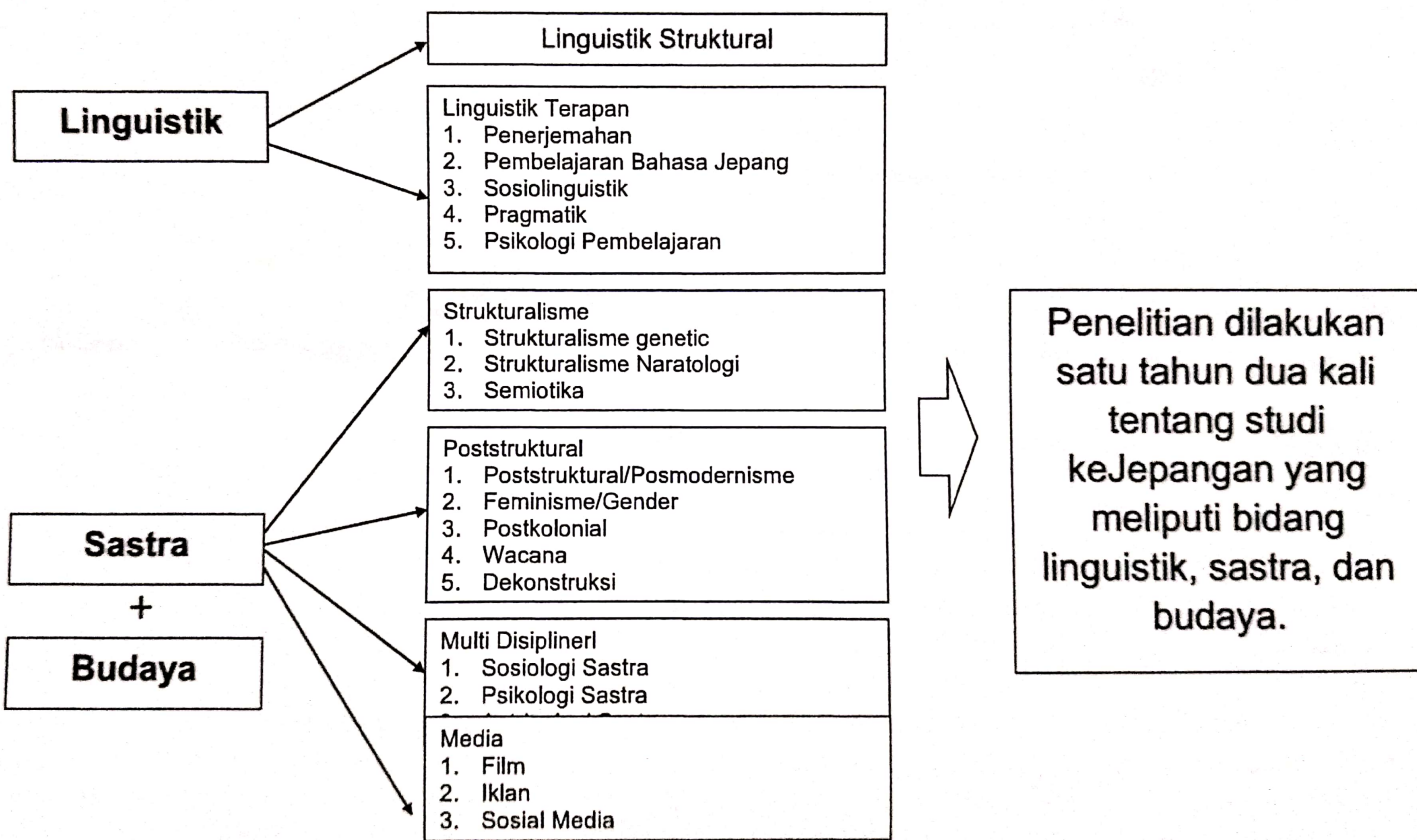 Linguistik
Linguistik Struktural
Linguistik Terapan
1. Penerjemahan
2. Pembelajaran Bahasa Jepang
3. Sosiolinguistik
4. Pragmatik
5. Psikologi Pembelajaran
Sastra
+
Budaya
Strukturalisme
1. Strukturalisme genetic
2. Strukturalisme Naratologi
3. Semiotika
Poststruktural
1. Poststruktural/Posmodernisme
2. Feminisme/Gender
3. Postkolonial
4. Wacana
5. Dekonstruksi
Multi Disiplinerl
1. Sosiologi Sastra
2. Psikologi Sastra
Media
1. Film
2. Iklan
3. Sosial Media
Penelitian dilakukan
satu tahun dua kali
tentang studi
keJepangan yang
meliputi bidang
linguistik, sastra, dan
budaya.